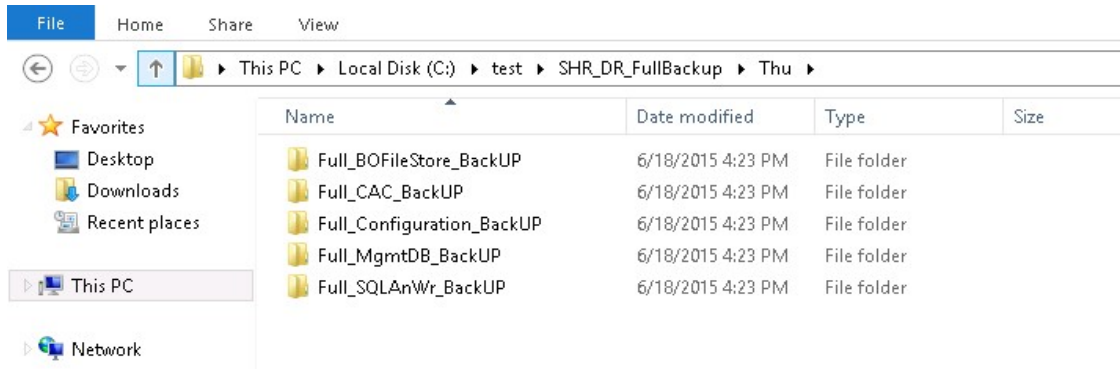 File Home Share View
This PC Local Disk (C:) test SHR_DR_FullBackup Thu
Name Date modified Type Size
Favorites
Desktop
Downloads
Recent places
This PC
Network
Full_BOFileStore_BackUP 6/18/2015 4:23 PM File folder
Full_CAC_BackUP 6/18/2015 4:23 PM File folder
Full_Configuration_BackUP 6/18/2015 4:23 PM File folder
Full_MgmtDB_BackUP 6/18/2015 4:23 PM File folder
Full_SQLAnWr_BackUP 6/18/2015 4:23 PM File folder